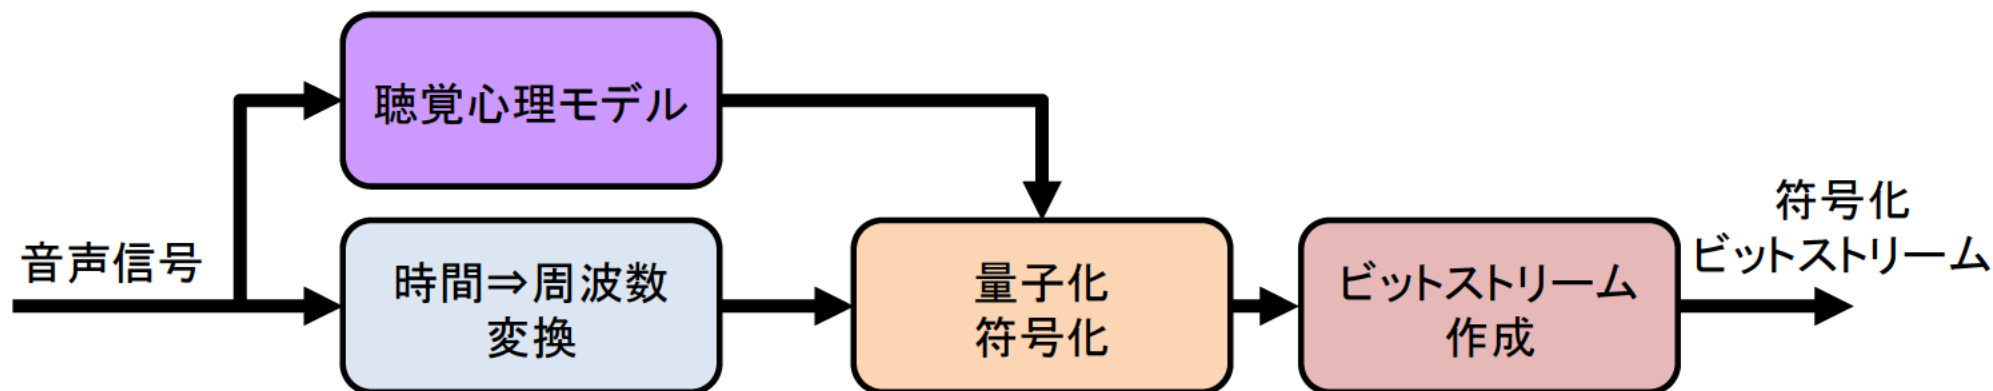 聴覚心理モデル
音声信号
時間⇒周波数
変換
量子化
符号化
ビットストリーム
作成
符号化
ビットストリーム